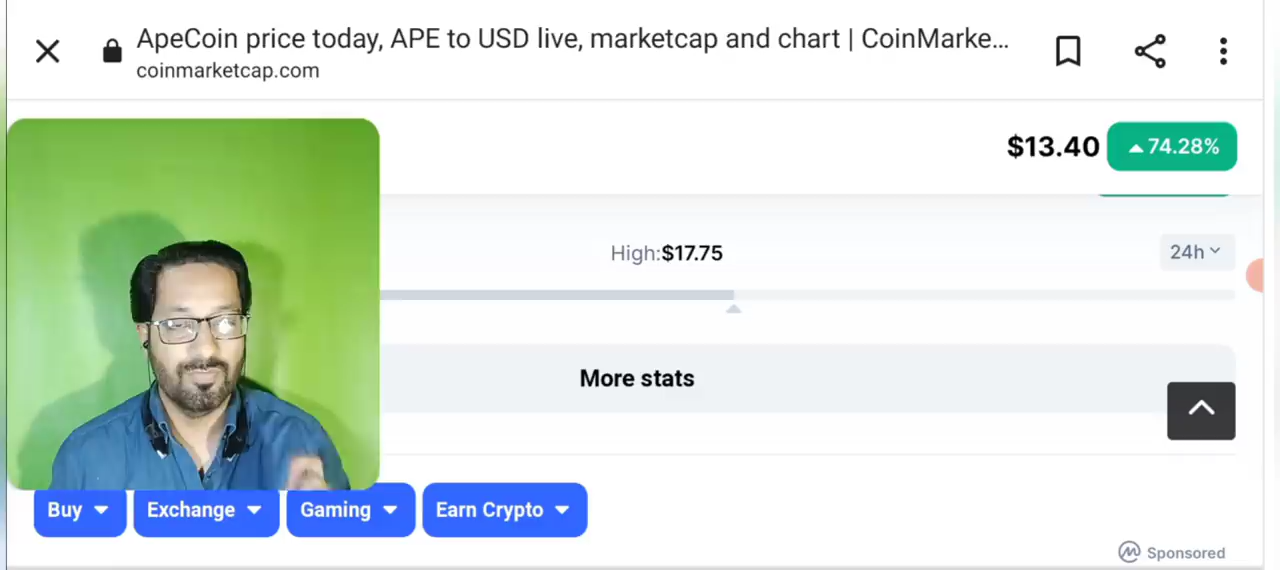 ApeCoin price today, APE to USD live, marketcap and chart | CoinMarke...
coinmarketcap.com
$13.40 74.28%
High:$17.75 24h
More stats
Buy Exchange Gaming Earn Crypto
Sponsored